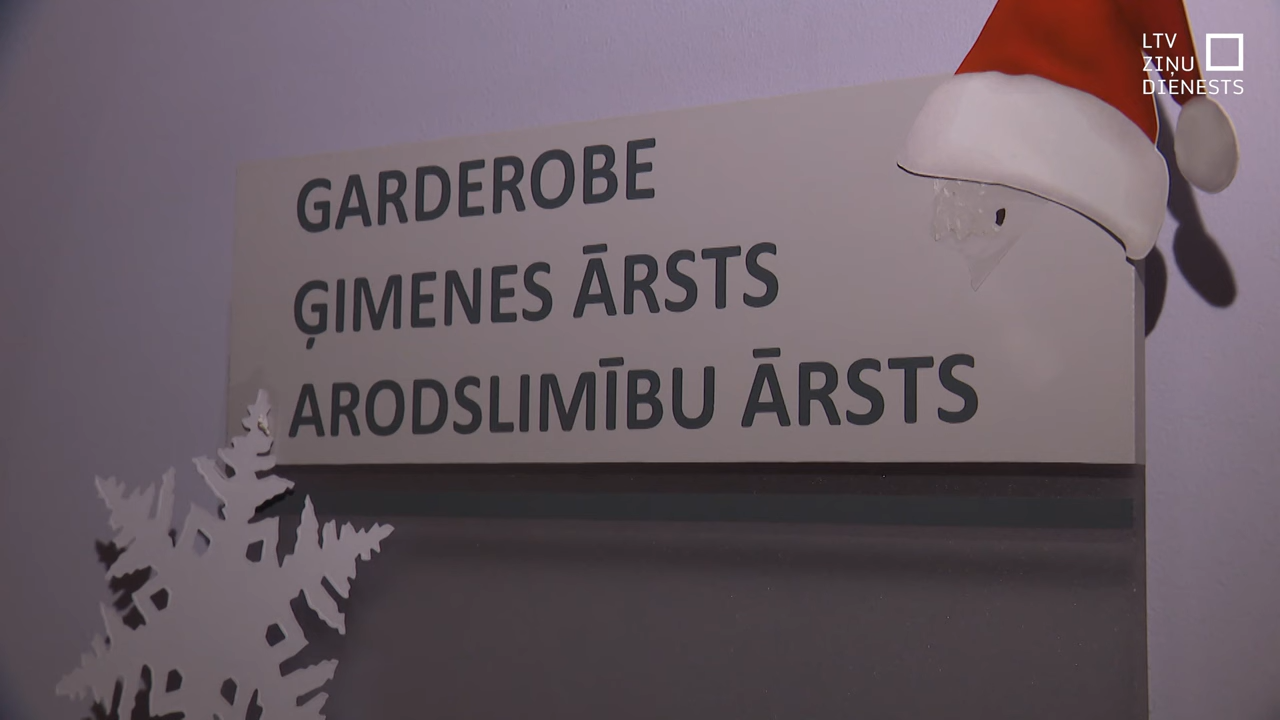 GARDEROBE
ĢIMENES ĀRSTS
ARODSLIMĪBU ĀRSTS
LTV
ZIŅU
DIENESTS